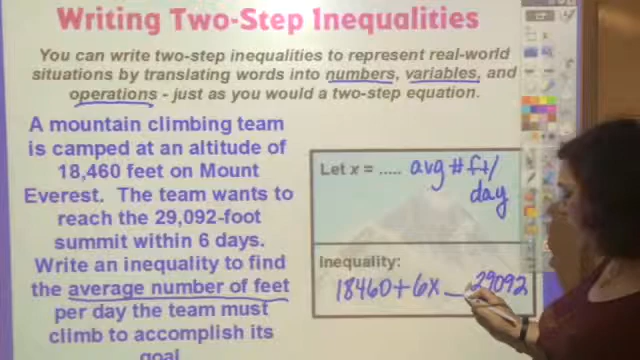 Writing Two-Step Inequalities
You can write two-step inequalities to represent real-world
situations by translating words into numbers, variables, and
operations - just as you would a two-step equation.
A mountain climbing team
is camped at an altitude of
18,460 feet on Mount
Everest. The team wants to
reach the 29,092-foot
summit within 6 days.
Write an inequality to find
the average number of feet
per day the team must
climb to accomplish its
goal
Let x = ..... avg # ft/
day
Inequality:
18460 + 6x __ 29092